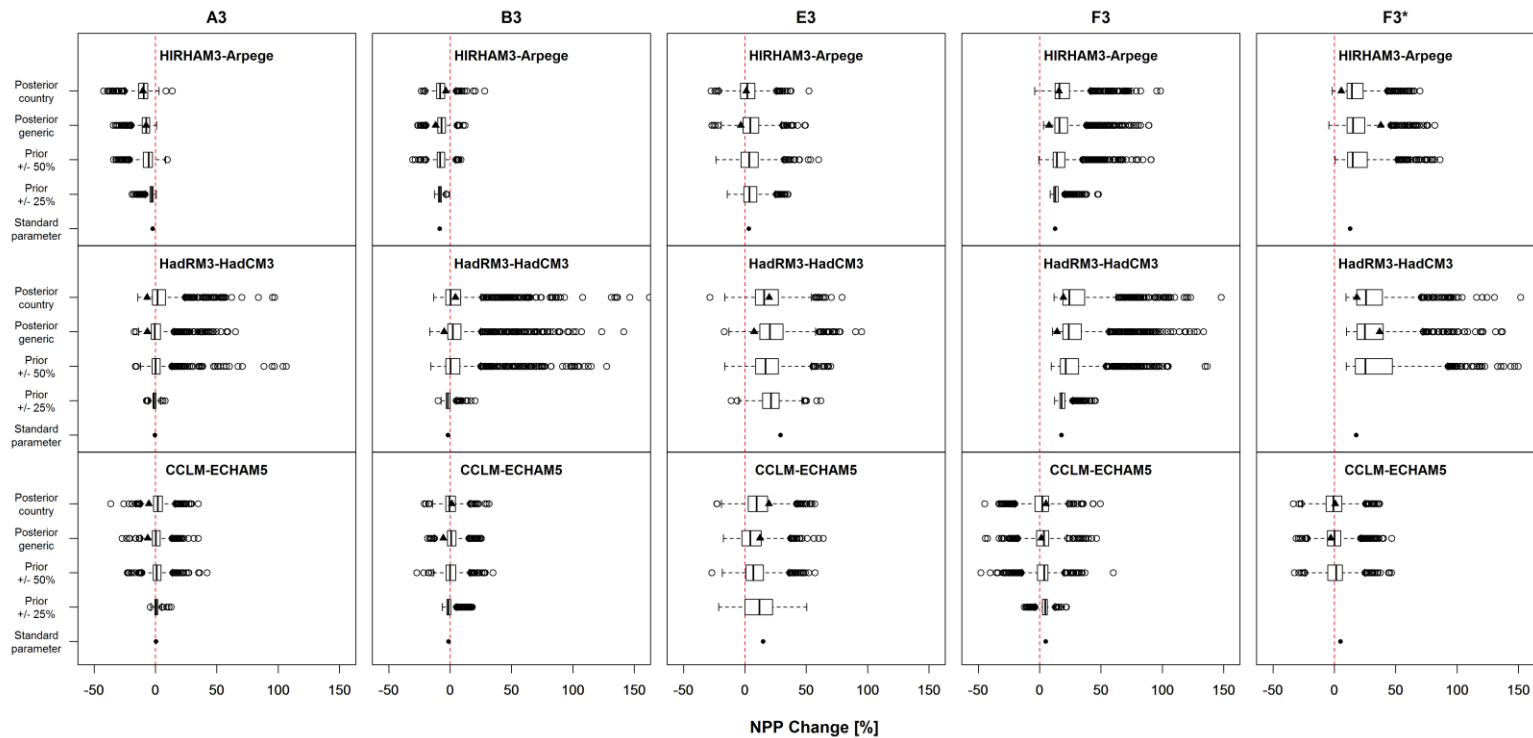 A3 B3 E3 F3 F3*
HIRHAM3-Arpege HIRHAM3-Arpege HIRHAM3-Arpege HIRHAM3-Arpege HIRHAM3-Arpege
Posterior
country
Posterior
generic
Prior
+/- 50%
Prior
+/- 25%
Standard
parameter
HadRM3-HadCM3 HadRM3-HadCM3 HadRM3-HadCM3 HadRM3-HadCM3 HadRM3-HadCM3
Posterior
country
Posterior
generic
Prior
+/- 50%
Prior
+/- 25%
Standard
parameter
CCLM-ECHAM5 CCLM-ECHAM5 CCLM-ECHAM5 CCLM-ECHAM5 CCLM-ECHAM5
Posterior
country
Posterior
generic
Prior
+/- 50%
Prior
+/- 25%
Standard
parameter
-50 0 50 100 150 -50 0 50 100 150 -50 0 50 100 150 -50 0 50 100 150 -50 0 50 100 150
NPP Change [%]